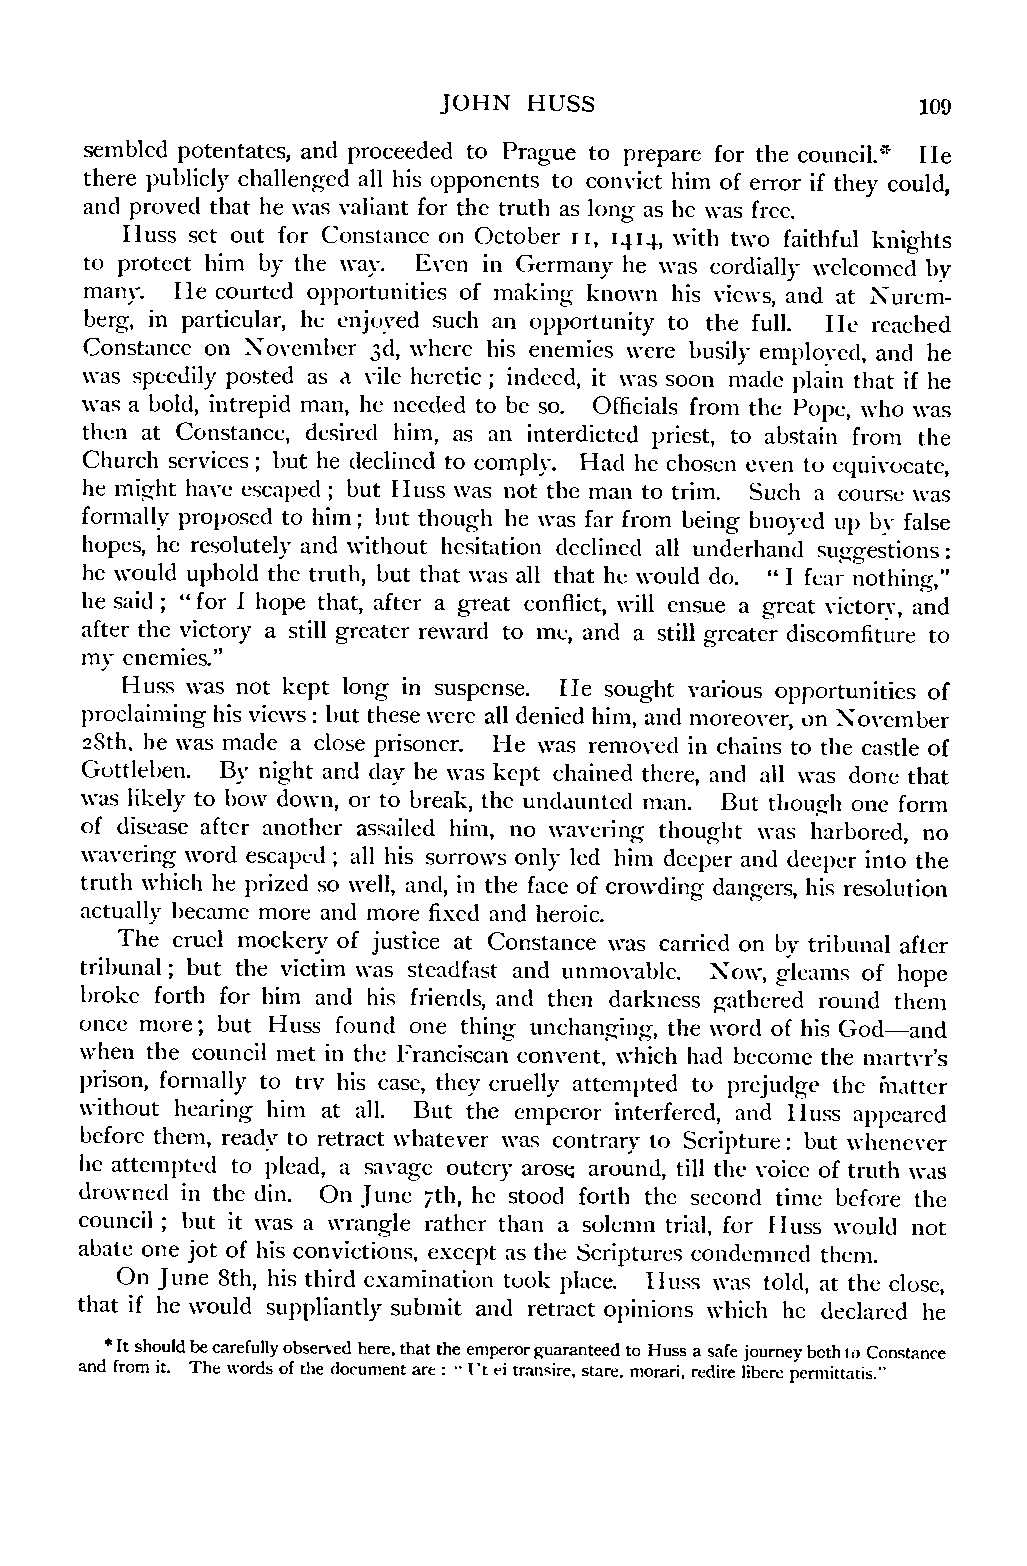 JOHN HUSS 109
sembled potentates, and proceeded to Prague to prepare for the council.* He
there publicly challenged all his opponents to convict him of error if they could,
and proved that he was valiant for the truth as long as he was free.
Huss set out for Constance on October 11, 1414, with two faithful knights
to protect him by the way. Even in Germany he was cordially welcomed by
many. He courted opportunities of making known his views, and at Nurem-
berg, in particular, he enjoyed such an opportunity to the full. He reached
Constance on November 3d, where his enemies were busily employed, and he
was speedily posted as a vile heretic; indeed, it was soon made plain that if he
was a bold, intrepid man, he needed to be so. Officials from the Pope, who was
then at Constance, desired him, as an interdicted priest, to abstain from the
Church services; but he declined to comply. Had he chosen even to equivocate,
he might have escaped; but Huss was not the man to trim. Such a course was
formally proposed to him; but though he was far from being buoyed up by false
hopes, he resolutely and without hesitation declined all underhand suggestions:
he would uphold the truth, but that was all that he would do. "I fear nothing,"
he said; "for I hope that, after a great conflict, will ensue a great victory, and
after the victory a still greater reward to me, and a still greater discomfiture to
my enemies."
Huss was not kept long in suspense. He sought various opportunities of
proclaiming his views: but these were all denied him, and moreover, on November
28th, he was made a close prisoner. He was removed in chains to the castle of
Gottleben. By night and day he was kept chained there, and all was done that
was likely to bow down, or to break, the undaunted man. But though one form
of disease after another assailed him, no wavering thought was harbored, no
wavering word escaped; all his sorrows only led him deeper and deeper into the
truth which he prized so well, and, in the face of crowding dangers, his resolution
actually became more and more fixed and heroic.
The cruel mockery of justice at Constance was carried on by tribunal after
tribunal; but the victim was steadfast and unmovable. Now, gleams of hope
broke forth for him and his friends, and then darkness gathered round them
once more; but Huss found one thing unchanging, the word of his God—and
when the council met in the Franciscan convent, which had become the martyr's
prison, formally to try his case, they cruelly attempted to prejudge the matter
without hearing him at all. But the emperor interfered, and Huss appeared
before them, ready to retract whatever was contrary to Scripture: but whenever
he attempted to plead, a savage outcry arose around, till the voice of truth was
drowned in the din. On June 7th, he stood forth the second time before the
council; but it was a wrangle rather than a solemn trial, for Huss would not
abate one jot of his convictions, except as the Scriptures condemned them.
On June 8th, his third examination took place. Huss was told, at the close,
that if he would suppliantly submit and retract opinions which he declared he
* It should be carefully observed here, that the emperor guaranteed to Huss a safe journey both to Constance
and from it. The words of the document are: "Ut ei transire, stare, morari, redire libere permittatis."